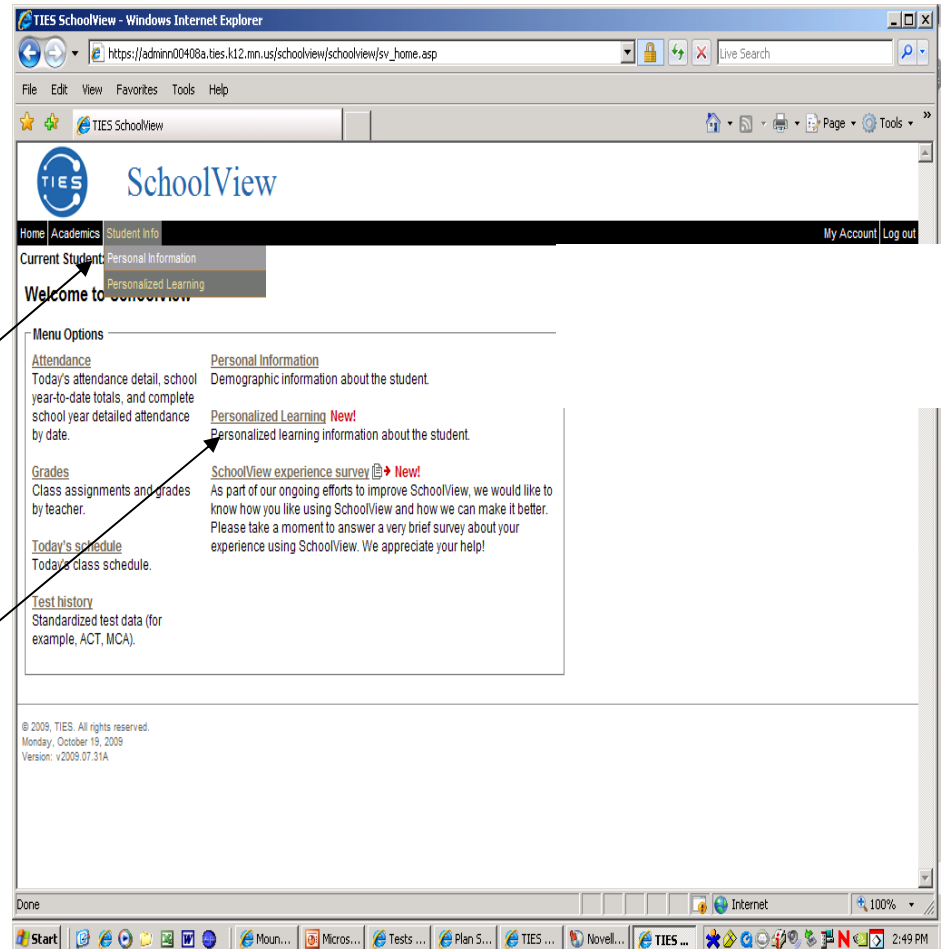 TIES SchoolView - Windows Internet Explorer
https://adminn00408a.ties.k12.mn.us/schoolview/schoolview/sv_home.asp
Live Search
File Edit View Favorites Tools Help
TIES SchoolView
Page Tools »
TIES SchoolView
Home Academics Student Info My Account Log out
Current Student: Personal Information
Personalized Learning
Welcome to SchoolView
Menu Options
Attendance
Today's attendance detail, school
year-to-date totals, and complete
school year detailed attendance
by date.
Grades
Class assignments and grades
by teacher.
Today's schedule
Today's class schedule.
Test history
Standardized test data (for
example, ACT, MCA).
Personal Information
Demographic information about the student.
Personalized Learning New!
Personalized learning information about the student.
SchoolView experience survey New!
As part of our ongoing efforts to improve SchoolView, we would like to
know how you like using SchoolView and how we can make it better.
Please take a moment to answer a very brief survey about your
experience using SchoolView. We appreciate your help!
© 2009, TIES. All rights reserved.
Monday, October 19, 2009
Version: v2009.07.31A
Done Internet 100%
Start Moun... Micros... Tests ... Plan S... TIES ... Novell... TIES ... 2:49 PM